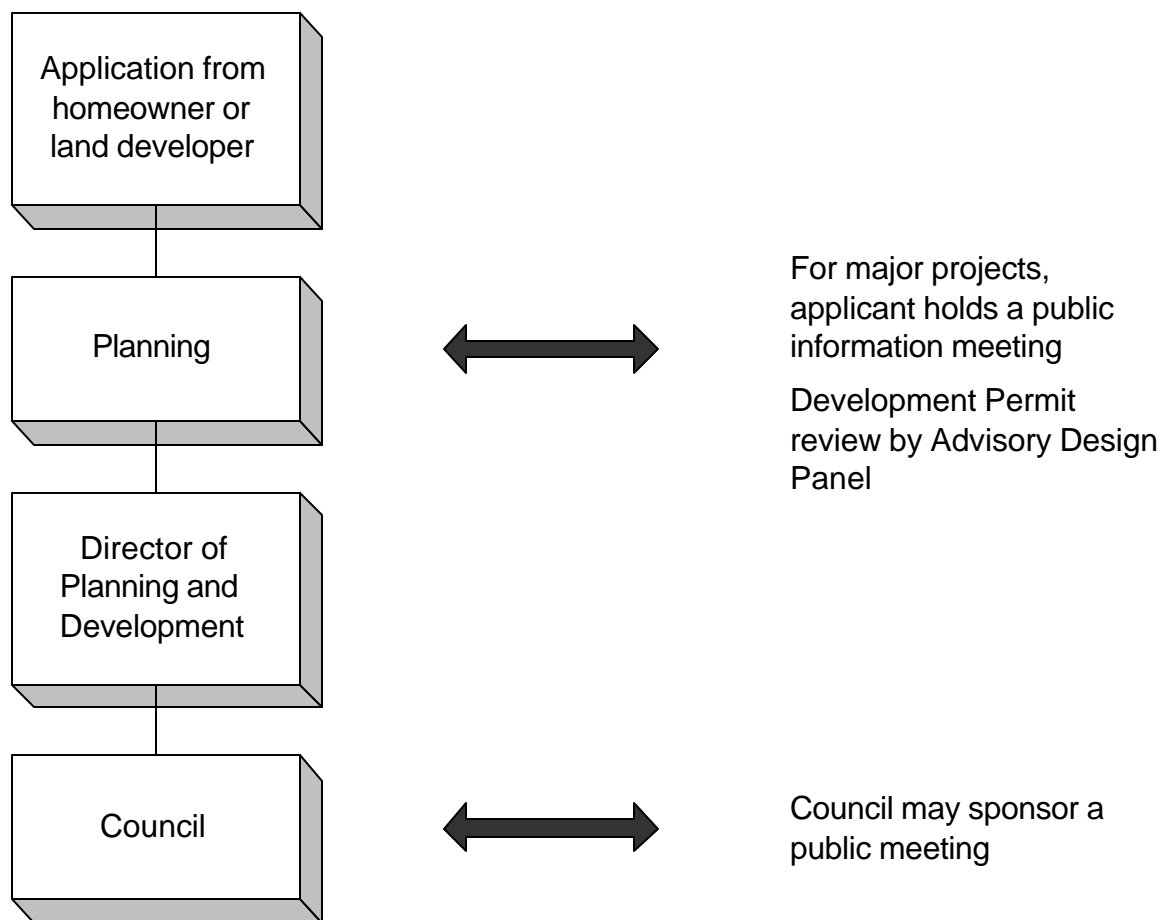 Application from
homeowner or
land developer
Planning
For major projects,
applicant holds a public
information meeting
Development Permit
review by Advisory Design
Panel
Director of
Planning and
Development
Council
Council may sponsor a
public meeting